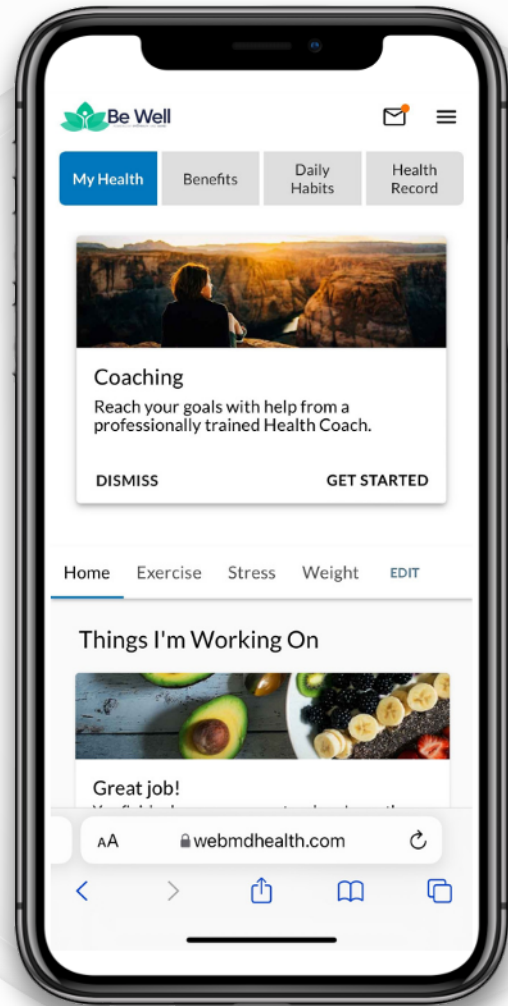 Be Well
My Health
Benefits
Daily
Habits
Health
Record
Coaching
Reach your goals with help from a
professionally trained Health Coach.
DISMISS GET STARTED
Home Exercise Stress Weight EDIT
Things I'm Working On
Great job!
AA webmdhealth.com